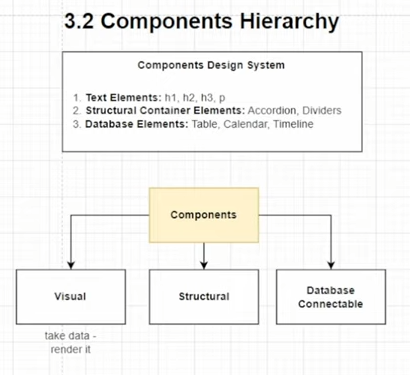 3.2 Components Hierarchy
Components Design System
1. Text Elements: h1, h2, h3, p
2. Structural Container Elements: Accordion, Dividers
3. Database Elements: Table, Calendar, Timeline
Components
Visual
Structural
Database
Connectable
take data -
render it